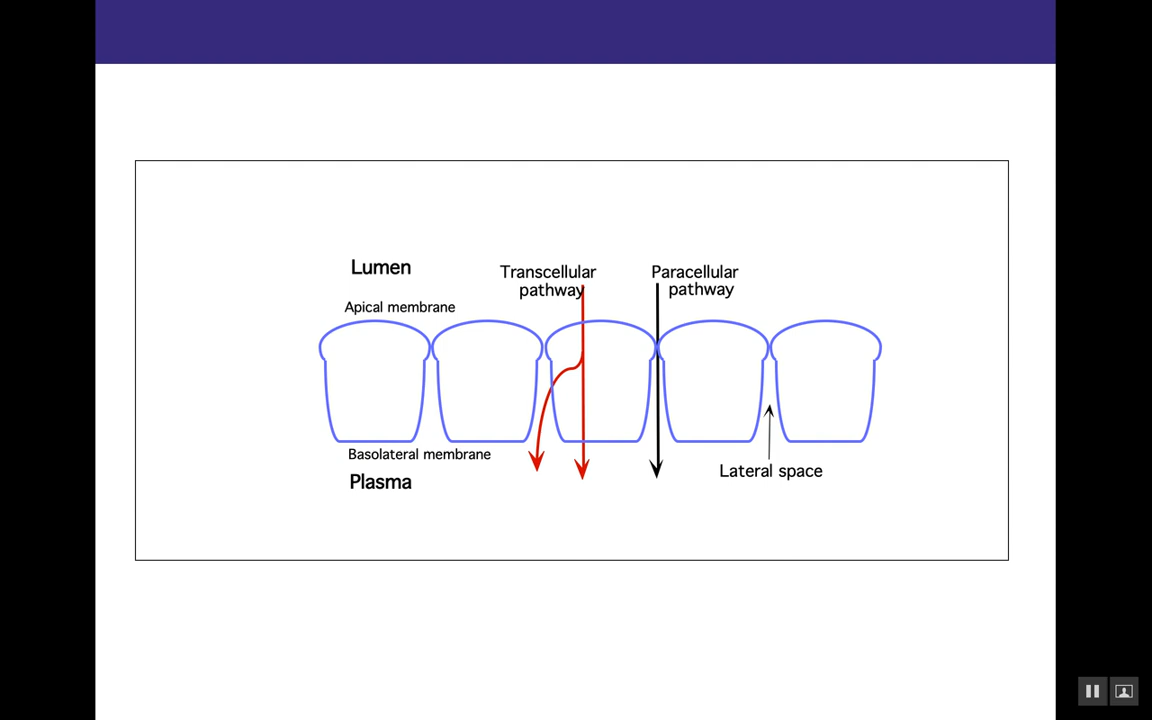 Lumen
Transcellular
pathway
Paracellular
pathway
Apical membrane
Basolateral membrane
Plasma
Lateral space